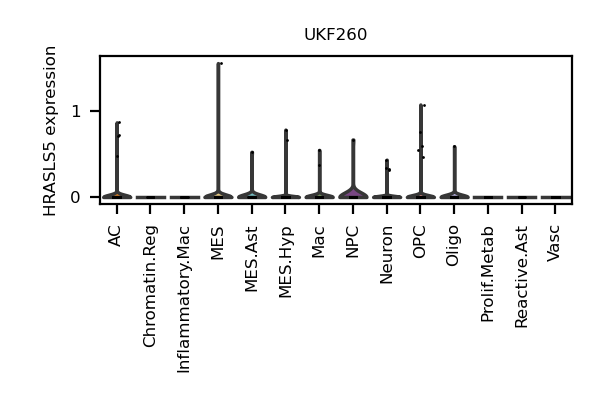 UKF260
HRASLS5 expression
1
0
AC
Chromatin.Reg
Inflammatory.Mac
MES
MES.Ast
MES.Hyp
Mac
NPC
Neuron
OPC
Oligo
Prolif.Metab
Reactive.Ast
Vasc